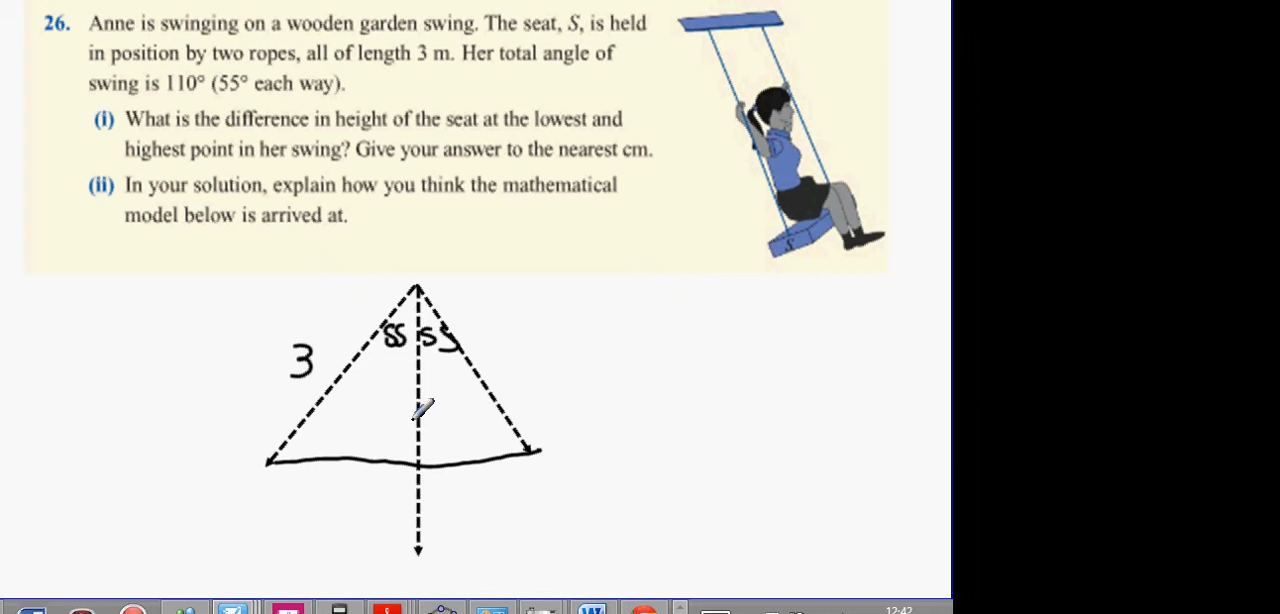 26. Anne is swinging on a wooden garden swing. The seat, S, is held
in position by two ropes, all of length 3 m. Her total angle of
swing is 110° (55° each way).
(i) What is the difference in height of the seat at the lowest and
highest point in her swing? Give your answer to the nearest cm.
(ii) In your solution, explain how you think the mathematical
model below is arrived at.
S
55 55
3
12:42